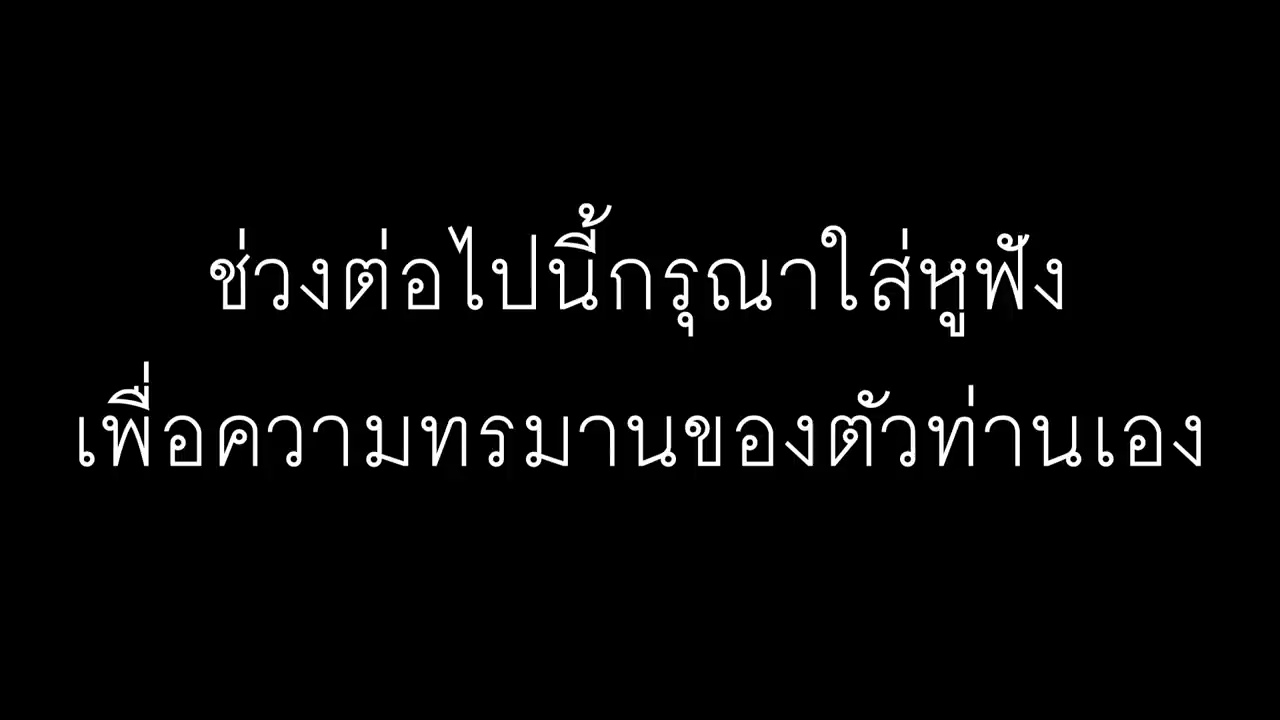 ช่วงต่อไปนี้กรุณาใส่หูฟัง
เพื่อความทรมานของตัวท่านเอง